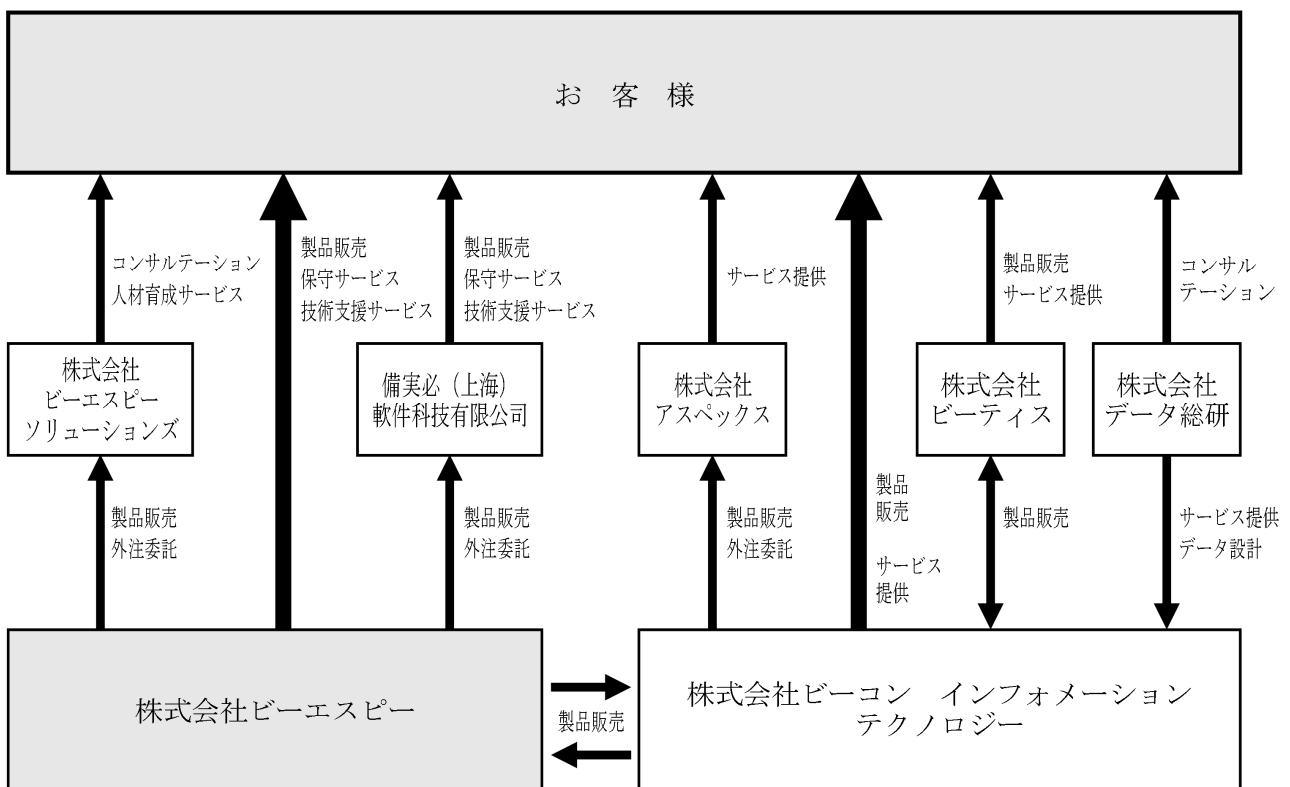 お 客 様
コンサルテーション
人材育成サービス
製品販売
保守サービス
技術支援サービス
製品販売
保守サービス
技術支援サービス
サービス提供
製品販売
サービス提供
コンサル
テーション
株式会社
ビーエスピー
ソリューションズ
備実必（上海）
軟件科技有限公司
株式会社
アスペックス
株式会社
ビーティス
株式会社
データ総研
製品販売
外注委託
製品販売
外注委託
製品販売
外注委託
製品
販売
サービス
提供
製品販売
サービス提供
データ設計
株式会社ビーエスピー
製品販売
株式会社ビーコン インフォメーション
テクノロジー